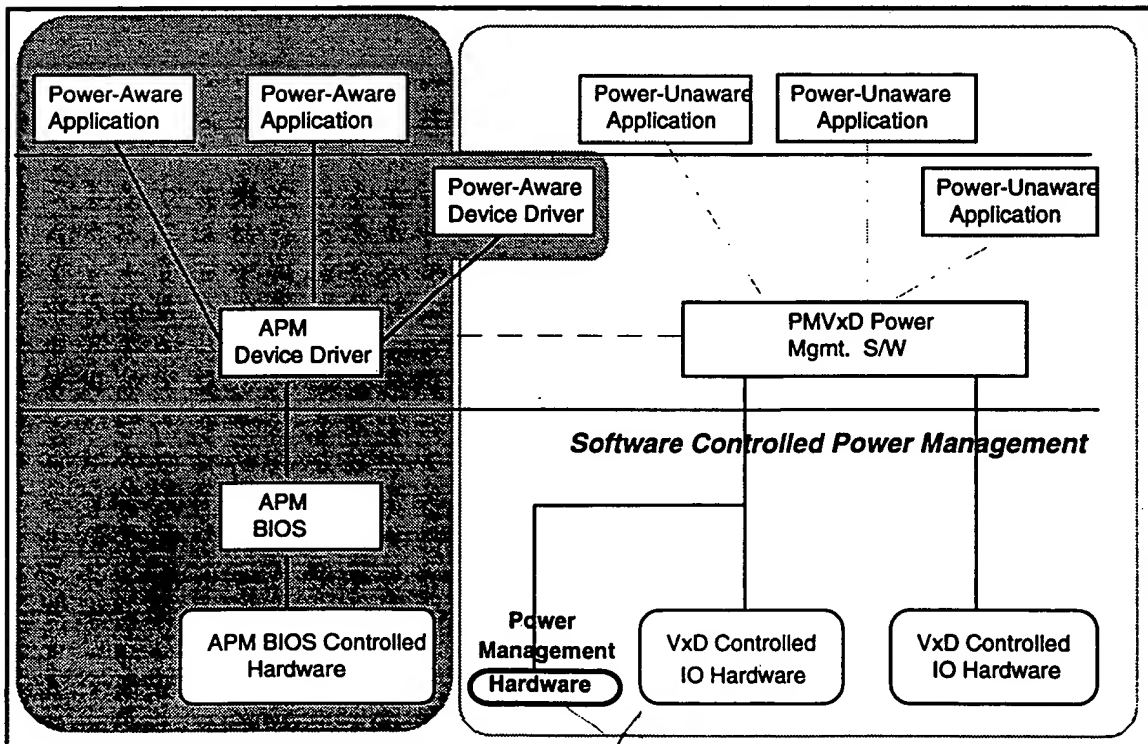 Power-Aware
Application
Power-Aware
Application
Power-Unaware
Application
Power-Unaware
Application
Power-Aware
Device Driver
Power-Unaware
Application
APM
Device Driver
PMVxD Power
Mgmt. S/W
Software Controlled Power Management
APM
BIOS
APM BIOS Controlled
Hardware
Power
Management
Hardware
VxD Controlled
IO Hardware
VxD Controlled
IO Hardware